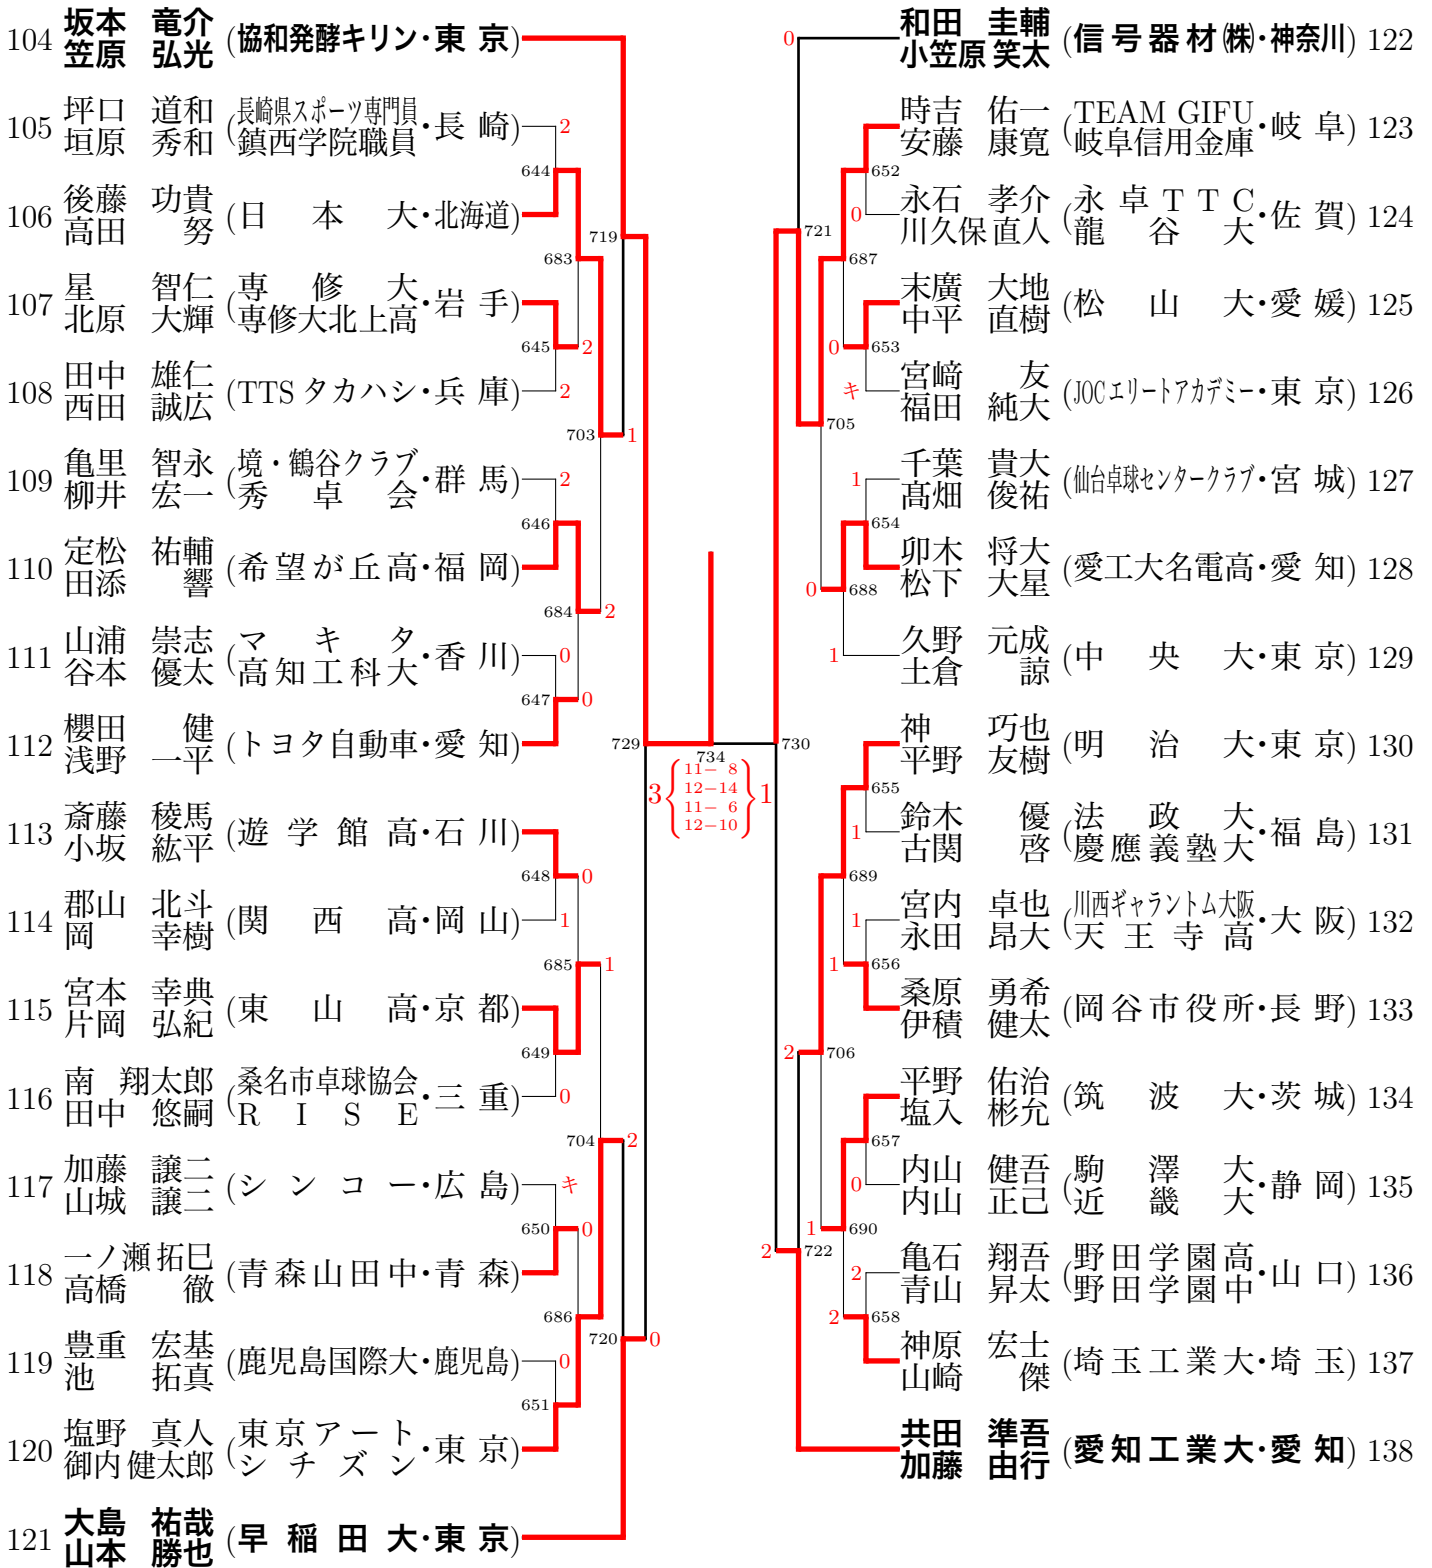 104 坂本 竜介 笠原 弘光 (協和発酵キリン・東 京)
105 坪口 道和 垣原 秀和 (長崎県スポーツ専門員 鎮西学院職員・長 崎) 2
644
106 後藤 功貴 高田 努 (日 本 大・北海道)
719
683
107 星 智仁 北原 大輝 (専 修 大 専修大北上高・岩 手)
645 2
108 田中 雄仁 西田 誠広 (TTS タカハシ・兵 庫) 2
703 1
109 亀里 智永 柳井 宏一 (境・鶴谷クラブ 秀 卓 会・群 馬) 2
646
110 定松 祐輔 田添 響 (希望が丘高・福 岡)
684 2
111 山浦 崇志 谷本 優太 (マ キ タ 高知工科大・香 川) 0
647 0
112 櫻田 健 浅野 一平 (トヨタ自動車・愛 知)
729
113 斎藤 稜馬 小坂 紘平 (遊 学 館 高・石 川)
648 0
114 郡山 北斗 岡 幸樹 (関 西 高・岡 山) 1
685 1
115 宮本 幸典 片岡 弘紀 (東 山 高・京 都)
649
116 南 翔太郎 田中 悠嗣 (桑名市卓球協会 R I S E・三 重) 0
704 2
117 加藤 譲二 山城 譲二 (シ ン コ ー・広 島) キ
650 0
118 一ノ瀬拓巳 高橋 徹 (青森山田中・青 森)
686
720 0
119 豊重 宏基 池 拓真 (鹿児島国際大・鹿児島) 0
651
120 塩野 真人 御内健太郎 (東京アート シ チ ズ ン・東 京)
121 大島 祐哉 山本 勝也 (早 稲 田 大・東 京)
734
3 11- 8 1
12-14
11- 6
12-10
0 和田 圭輔 小笠原笑太 (信号器材㈱・神奈川) 122
時吉 佑一 安藤 康寛 (TEAM GIFU 岐阜信用金庫・岐 阜) 123
652
0 永石 孝介 川久保直人 (永 卓 T T C 龍 谷 大・佐 賀) 124
721
687
末廣 大地 中平 直樹 (松 山 大・愛 媛) 125
0 653
キ 宮﨑 友 福田 純大 (JOCエリートアカデミー・東 京) 126
705
1 千葉 貴大 髙畑 俊祐 (仙台卓球センタークラブ・宮 城) 127
654
卯木 将大 松下 大星 (愛工大名電高・愛 知) 128
0 688
1 久野 元成 土倉 諒 (中 央 大・東 京) 129
730
神 巧也 平野 友樹 (明 治 大・東 京) 130
655
1 鈴木 優 古関 啓 (法 政 大 慶應義塾大・福 島) 131
689
1 宮内 卓也 永田 昂大 (川西ギャラントム大阪 天 王 寺 高・大 阪) 132
1 656
桑原 勇希 伊積 健太 (岡谷市役所・長 野) 133
2 706
平野 佑治 塩入 彬允 (筑 波 大・茨 城) 134
657
0 内山 健吾 内山 正己 (駒 澤 大 近 畿 大・静 岡) 135
1 690
2 722
2 亀石 翔吾 青山 昇太 (野田学園高 野田学園中・山 口) 136
2 658
神原 宏士 山崎 傑 (埼玉工業大・埼 玉) 137
共田 準吾 加藤 由行 (愛知工業大・愛 知) 138